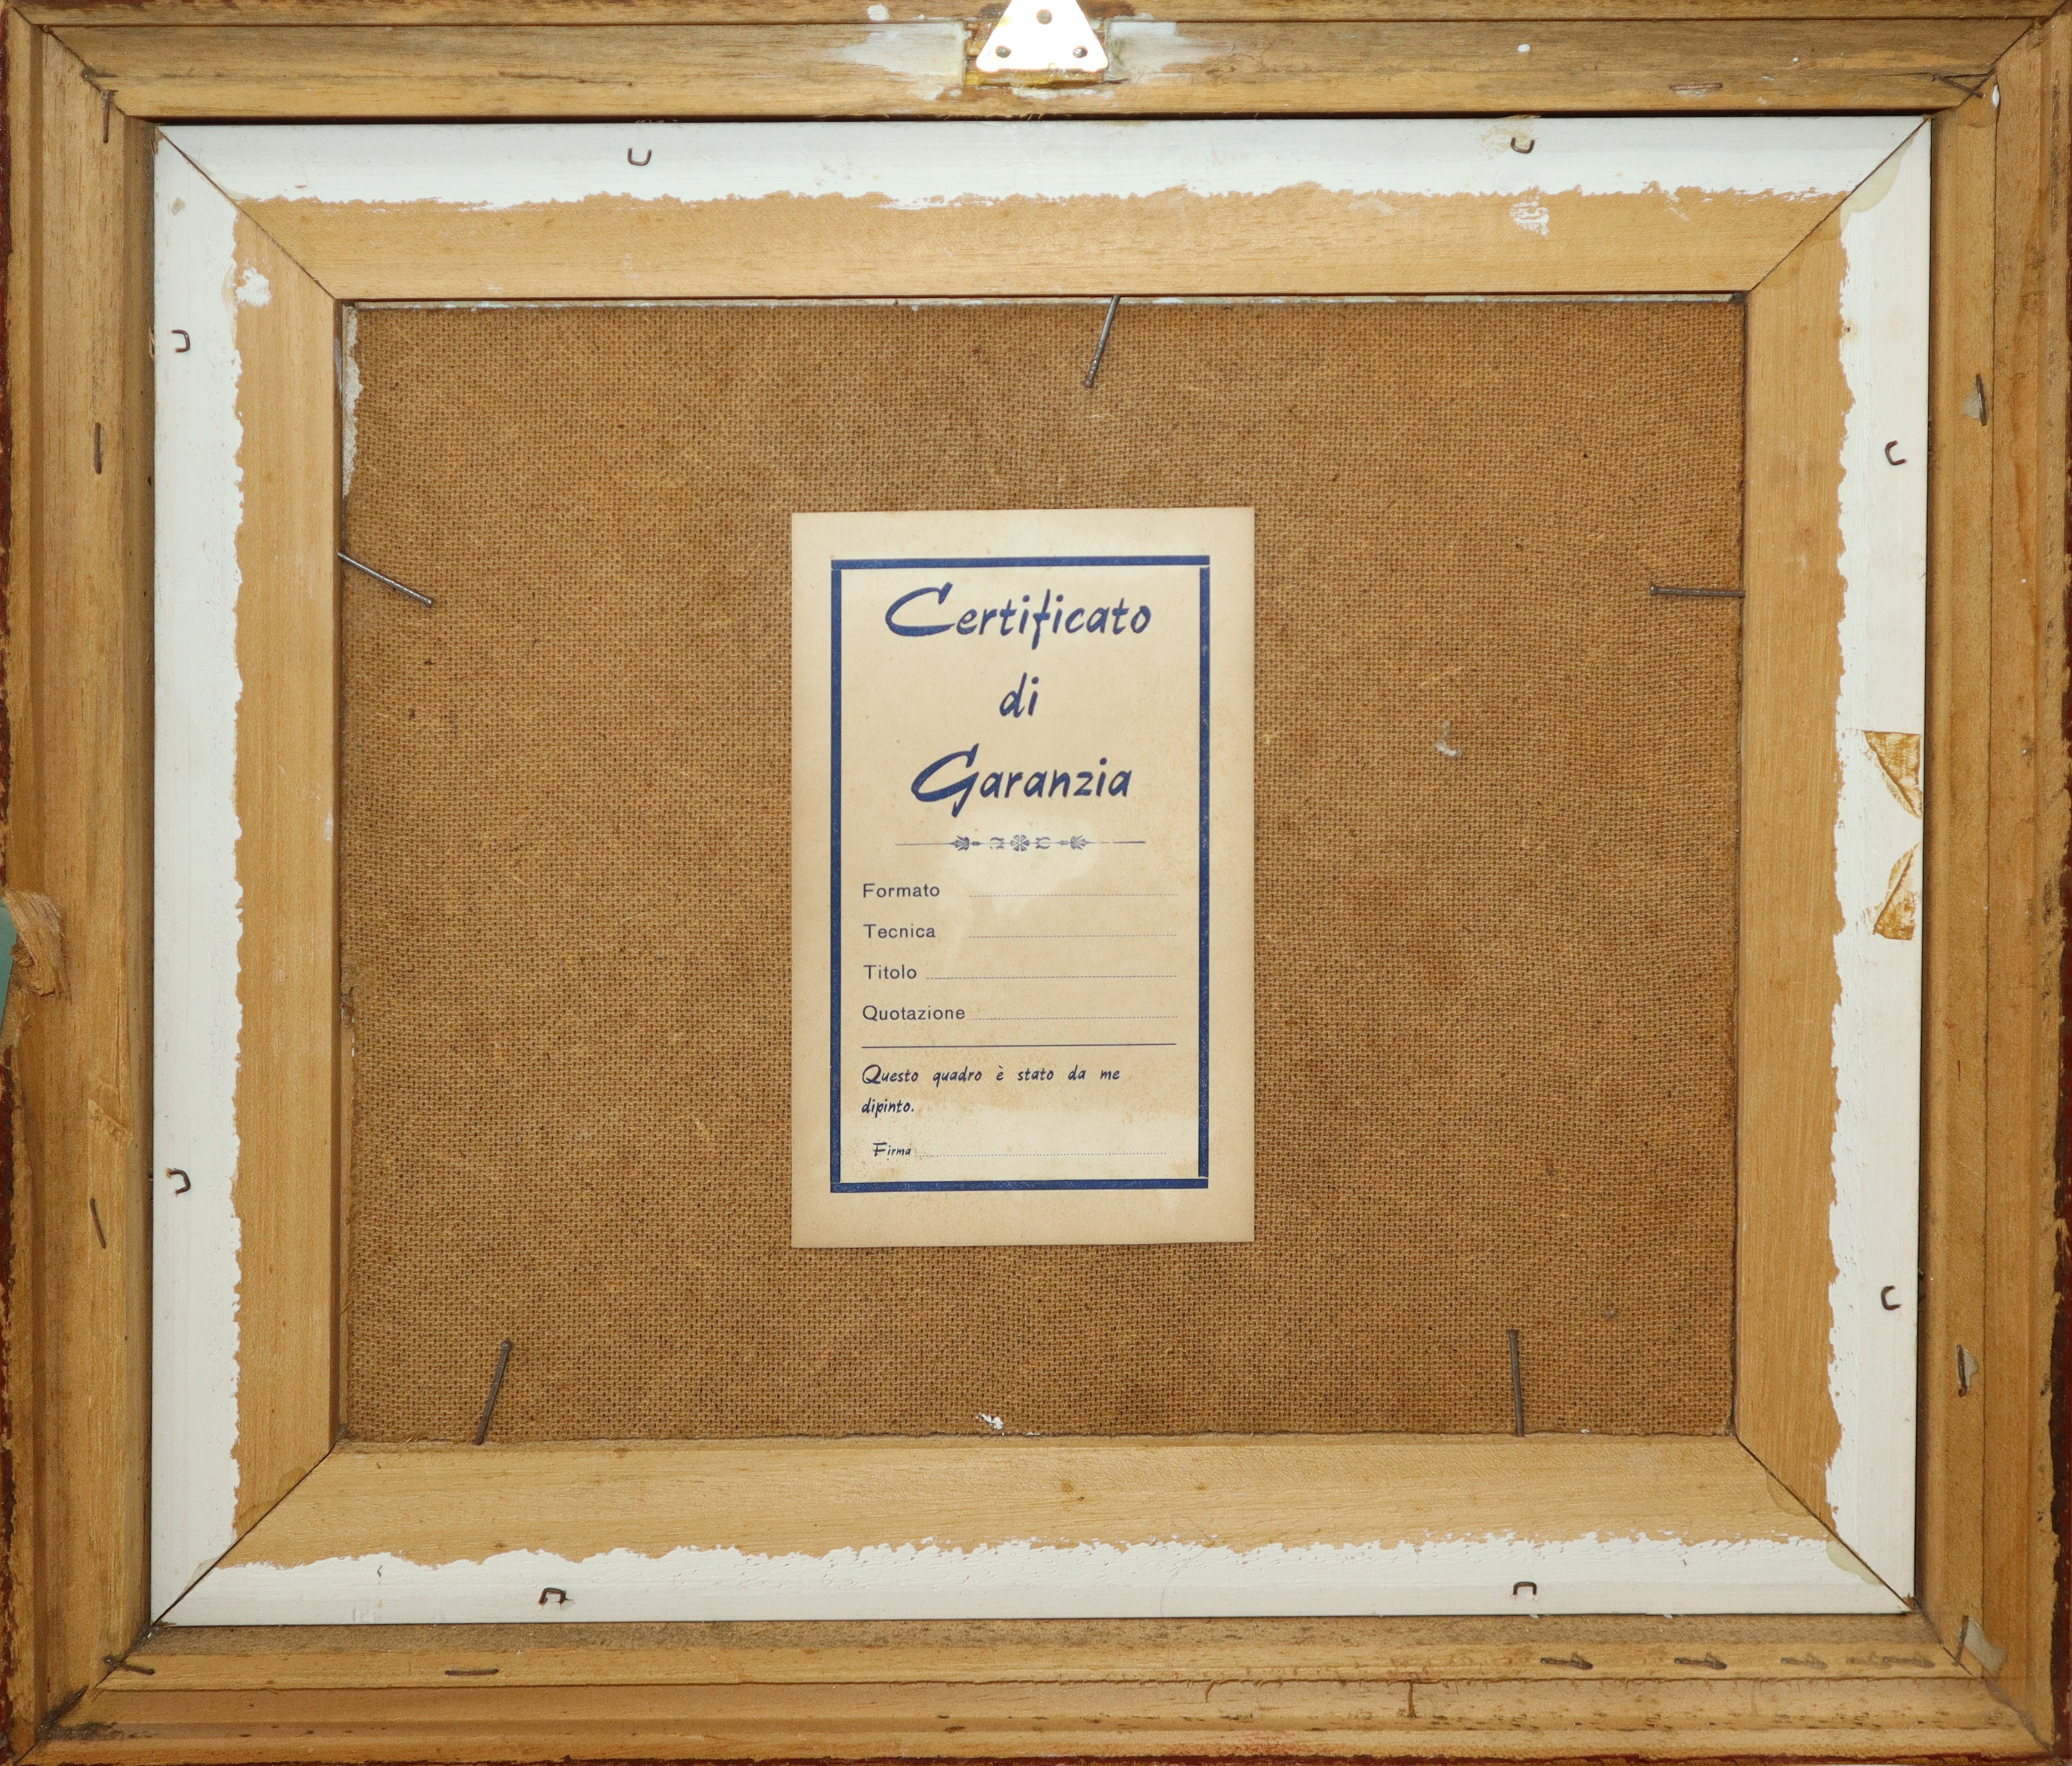 Certificato
di
Garanzia
Formato
Tecnica
Titolo
Quotazione
Questo quadro è stato da me
dipinto.
Firma